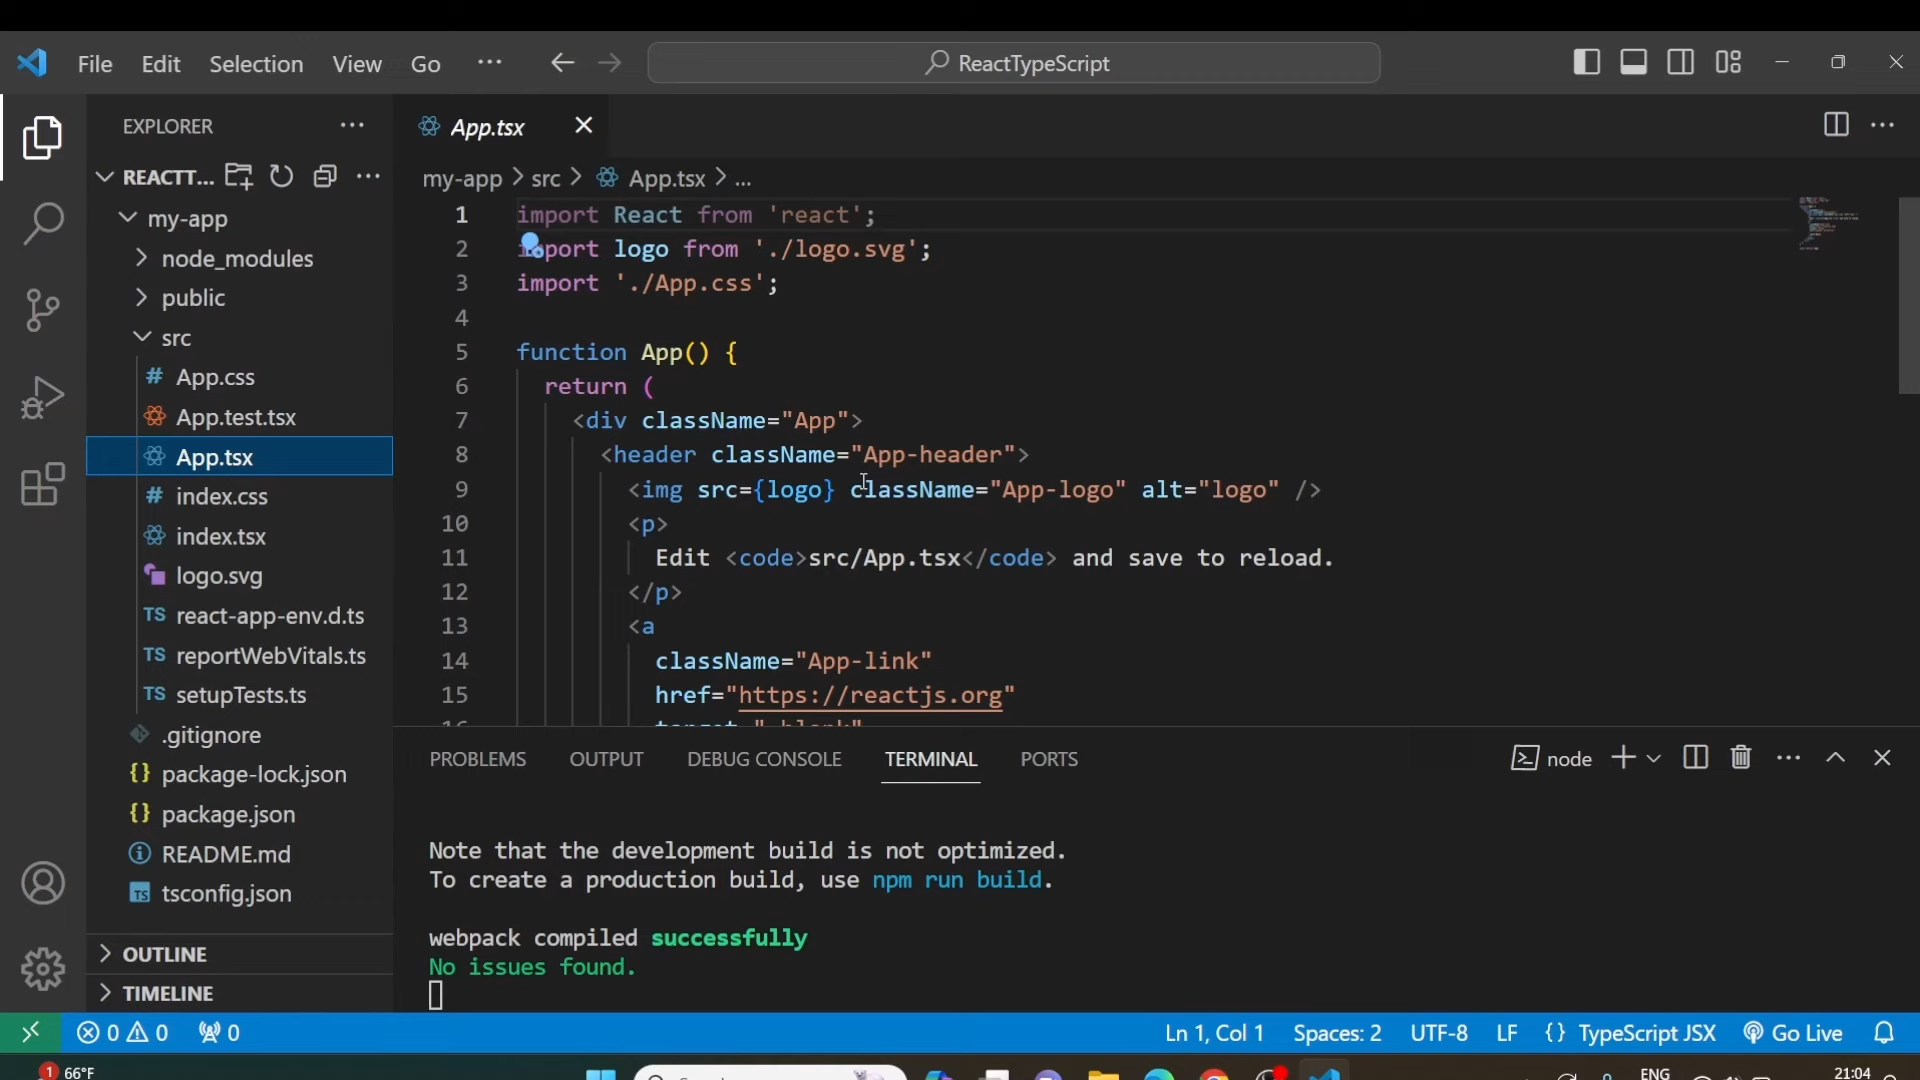 File Edit Selection View Go ··· ReactTypeScript
EXPLORER ···
App.tsx
REACTT... ···
my-app > src > App.tsx > ...
my-app
node_modules
public
src
# App.css
App.test.tsx
App.tsx
# index.css
index.tsx
logo.svg
TS react-app-env.d.ts
TS reportWebVitals.ts
TS setupTests.ts
.gitignore
{} package-lock.json
{} package.json
README.md
TS tsconfig.json
OUTLINE
TIMELINE
1 import React from 'react';
2 import logo from './logo.svg';
3 import './App.css';
4
5 function App() {
6 return (
7 <div className="App">
8 <header className="App-header">
9 <img src={logo} className="App-logo" alt="logo" />
10 <p>
11 Edit <code>src/App.tsx</code> and save to reload.
12 </p>
13 <a
14 className="App-link"
15 href="https://reactjs.org"
16 target="_blank"
PROBLEMS OUTPUT DEBUG CONSOLE TERMINAL PORTS node
Note that the development build is not optimized.
To create a production build, use npm run build.
webpack compiled successfully
No issues found.
0 0 0 Ln 1, Col 1 Spaces: 2 UTF-8 LF {} TypeScript JSX Go Live
1 66°F ENG 21:04